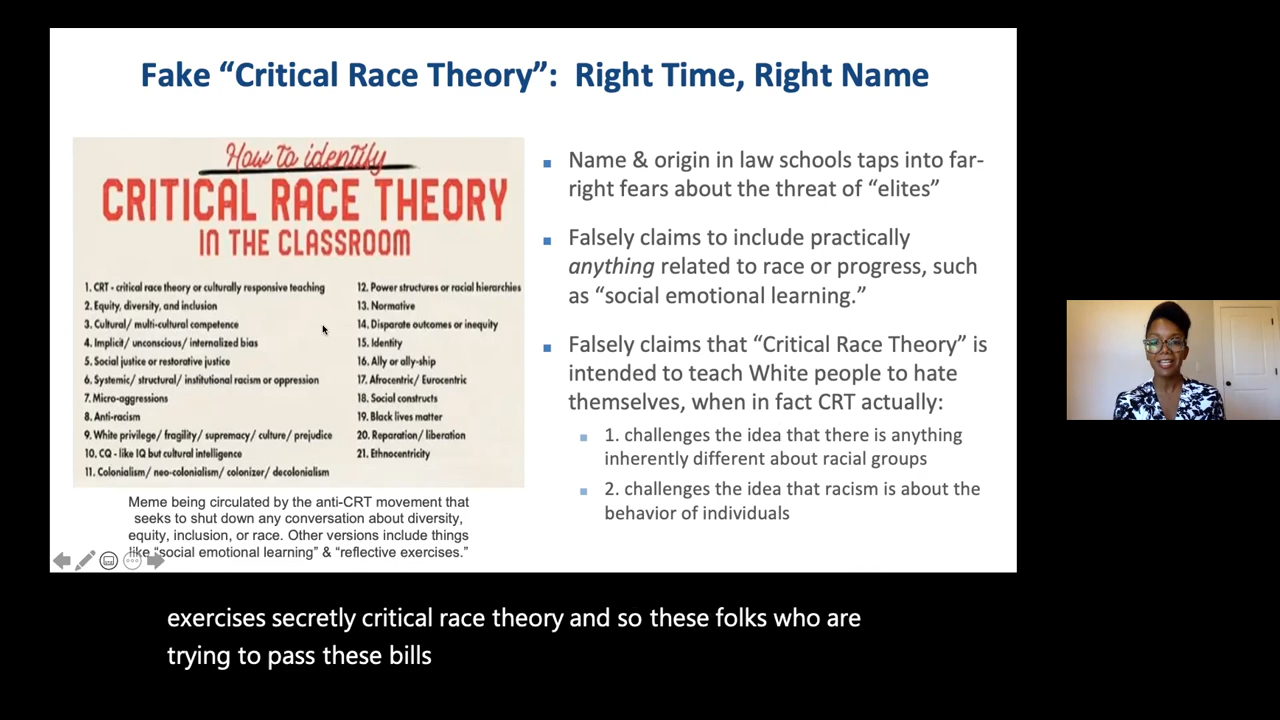 Fake “Critical Race Theory”:  Right Time, Right Name
How to identify
CRITICAL RACE THEORY
IN THE CLASSROOM
1. CRT - critical race theory or culturally responsive teaching
2. Equity, diversity, and inclusion
3. Cultural/ multi-cultural competence
4. Implicit/ unconscious/ internalized bias
5. Social justice or restorative justice
6. Systemic/ structural/ institutional racism or oppression
7. Micro-aggressions
8. Anti-racism
9. White privilege/ fragility/ supremacy/ culture/ prejudice
10. CQ - like IQ but cultural intelligence
11. Colonialism/ neo-colonialism/ colonizer/ decolonialism
12. Power structures or racial hierarchies
13. Normative
14. Disparate outcomes or inequity
15. Identity
16. Ally or ally-ship
17. Afrocentric/ Eurocentric
18. Social constructs
19. Black lives matter
20. Reparation/ liberation
21. Ethnocentricity
Meme being circulated by the anti-CRT movement that
seeks to shut down any conversation about diversity,
equity, inclusion, or race. Other versions include things
like “social emotional learning” & “reflective exercises.”
Name & origin in law schools taps into far-
right fears about the threat of “elites”
Falsely claims to include practically
anything related to race or progress, such
as “social emotional learning.”
Falsely claims that “Critical Race Theory” is
intended to teach White people to hate
themselves, when in fact CRT actually:
1. challenges the idea that there is anything
inherently different about racial groups
2. challenges the idea that racism is about the
behavior of individuals
exercises secretly critical race theory and so these folks who are
trying to pass these bills